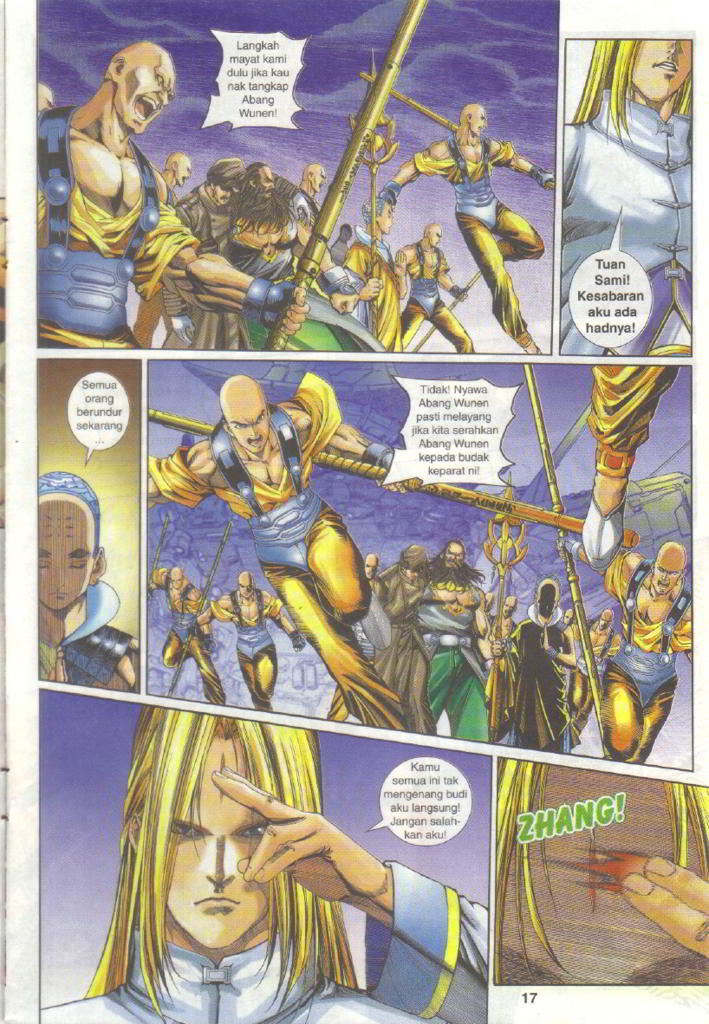 Langkah
mayat kami
dulu jika kau
nak tangkap
Abang
Wunen!
Tuan
Sami!
Kesabaran
aku ada
hadnya!
Semua
orang
berundur
sekarang
...
Tidak! Nyawa
Abang Wunen
pasti melayang
jika kita serahkan
Abang Wunen
kepada budak
keparat ni!
Kamu
semua ini tak
mengenang budi
aku langsung!
Jangan salah-
kan aku!
ZHANG!
17